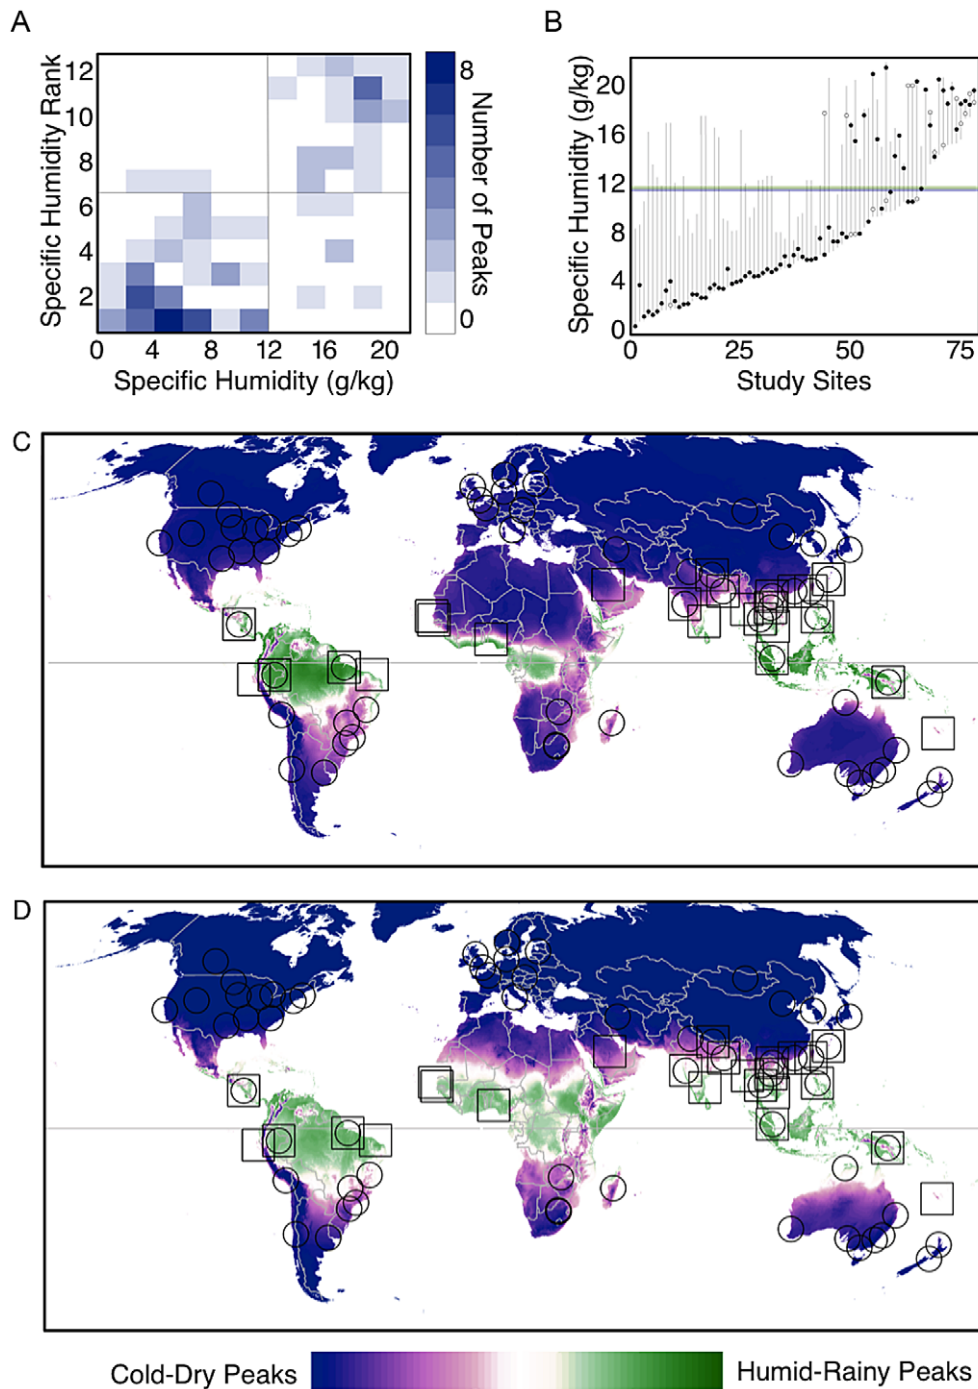 A
B
12
10
8
6
4
2
Specific Humidity Rank
0 4 8 12 16 20
Specific Humidity (g/kg)
8
0
Number of Peaks
20
16
12
8
4
0
Specific Humidity (g/kg)
0 25 50 75
Study Sites
C
D
Cold-Dry Peaks
Humid-Rainy Peaks